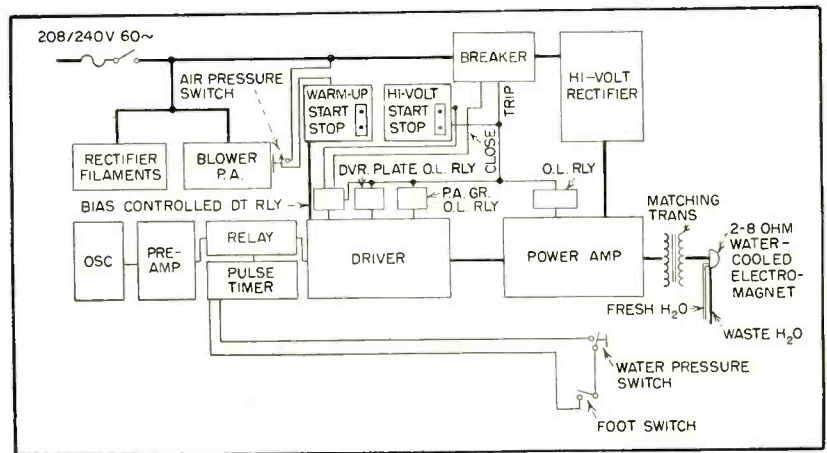 208/240V 60~
AIR PRESSURE
SWITCH
WARM-UP
START
STOP
HI-VOLT
START
STOP
BREAKER
TRIP
CLOSE
HI-VOLT
RECTIFIER
RECTIFIER
FILAMENTS
BLOWER
P.A.
DVR. PLATE O.L. RLY
P.A. GR.
O.L. RLY
O.L. RLY
BIAS CONTROLLED DT RLY
MATCHING
TRANS
2-8 OHM
WATER-
COOLED
ELECTRO-
MAGNET
OSC
PRE-
AMP
RELAY
PULSE
TIMER
DRIVER
POWER AMP
FRESH H₂O
WASTE H₂O
WATER PRESSURE
SWITCH
FOOT SWITCH